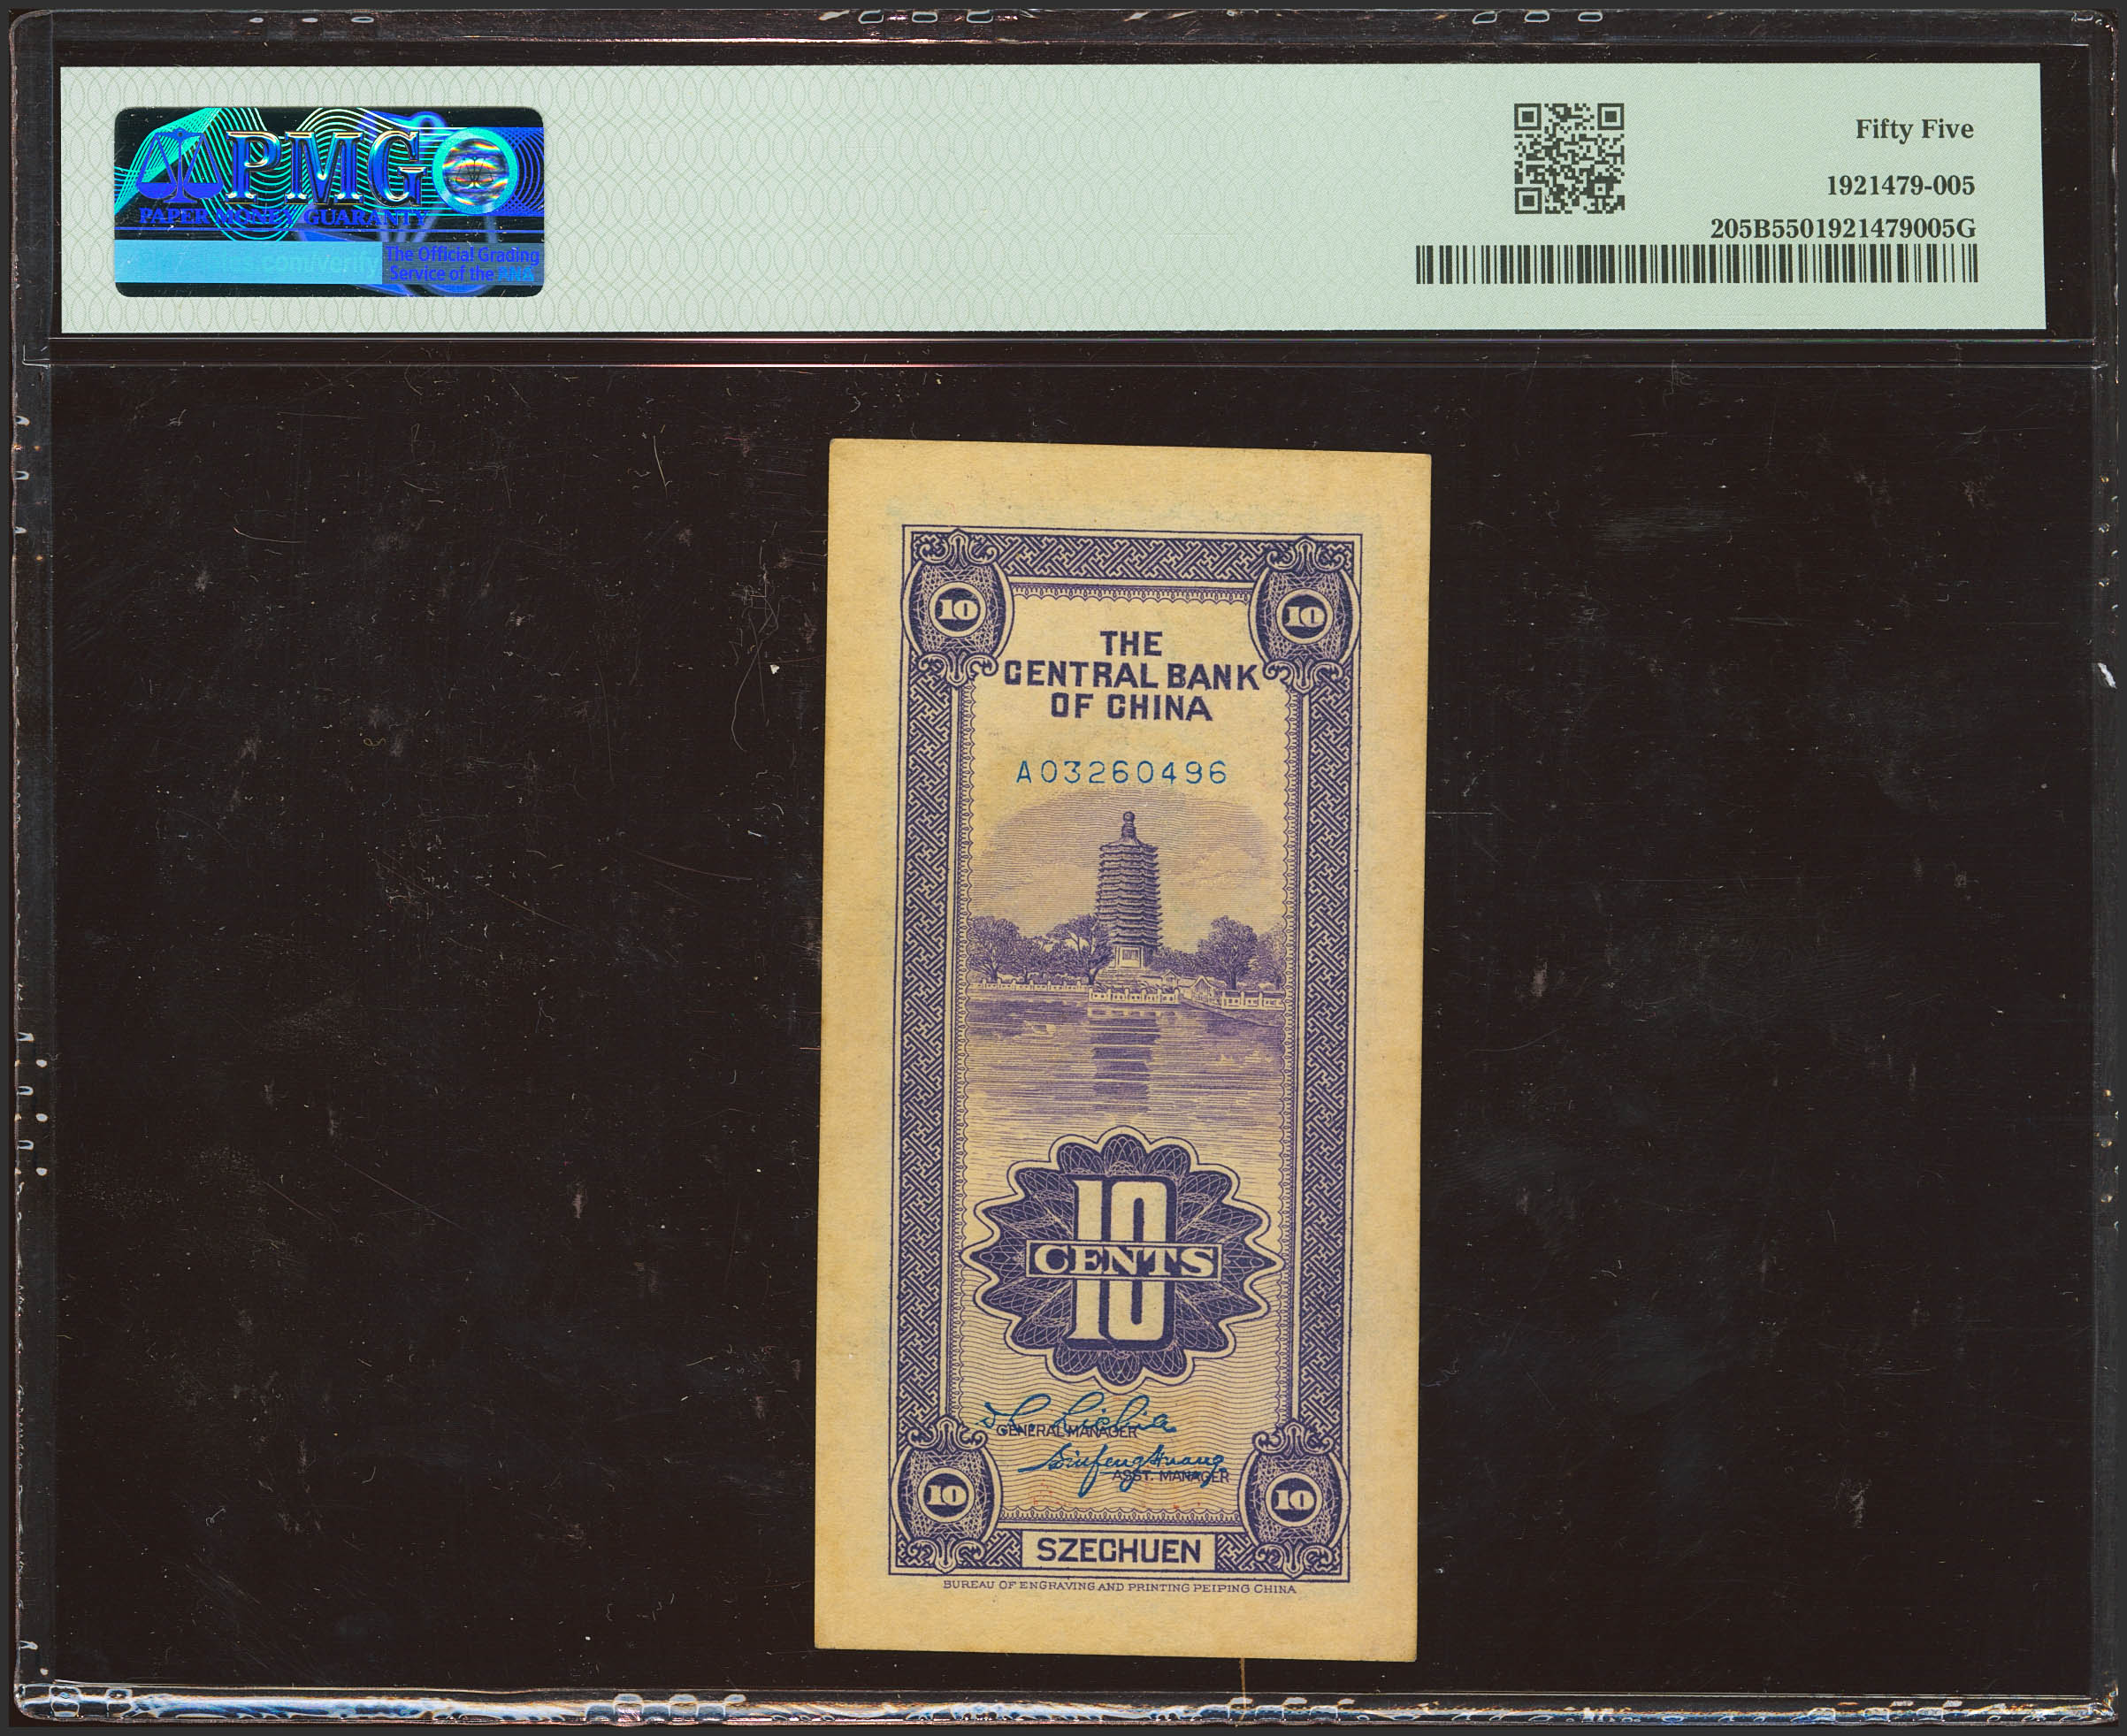 PMG
PAPER MONEY GUARANTY
The Official Grading
Service of the ANA
Fifty Five
1921479-005
205B5501921479005G
10
10
THE
CENTRAL BANK
OF CHINA
A03260496
10
CENTS
10
GENERAL MANAGER
ASST. MANAGER
10
10
SZECHUEN
BUREAU OF ENGRAVING AND PRINTING PEIPING CHINA